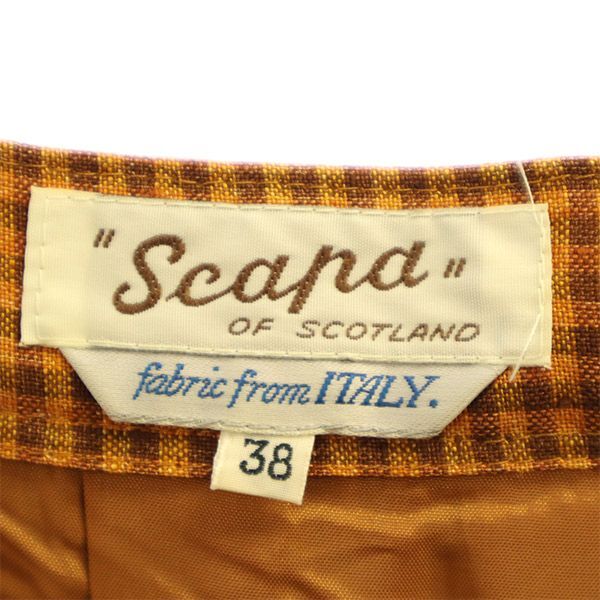 "Scapa"
OF SCOTLAND
fabric from ITALY.
38